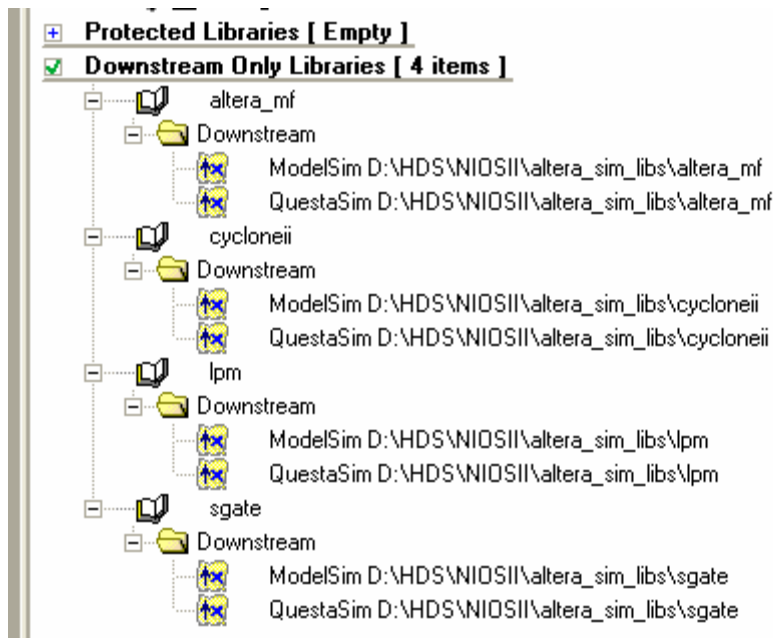 Protected Libraries [ Empty ]
Downstream Only Libraries [ 4 items ]
altera_mf
Downstream
ModelSim D:\HDS\NIOSII\altera_sim_libs\altera_mf
QuestaSim D:\HDS\NIOSII\altera_sim_libs\altera_mf
cycloneii
Downstream
ModelSim D:\HDS\NIOSII\altera_sim_libs\cycloneii
QuestaSim D:\HDS\NIOSII\altera_sim_libs\cycloneii
lpm
Downstream
ModelSim D:\HDS\NIOSII\altera_sim_libs\lpm
QuestaSim D:\HDS\NIOSII\altera_sim_libs\lpm
sgate
Downstream
ModelSim D:\HDS\NIOSII\altera_sim_libs\sgate
QuestaSim D:\HDS\NIOSII\altera_sim_libs\sgate